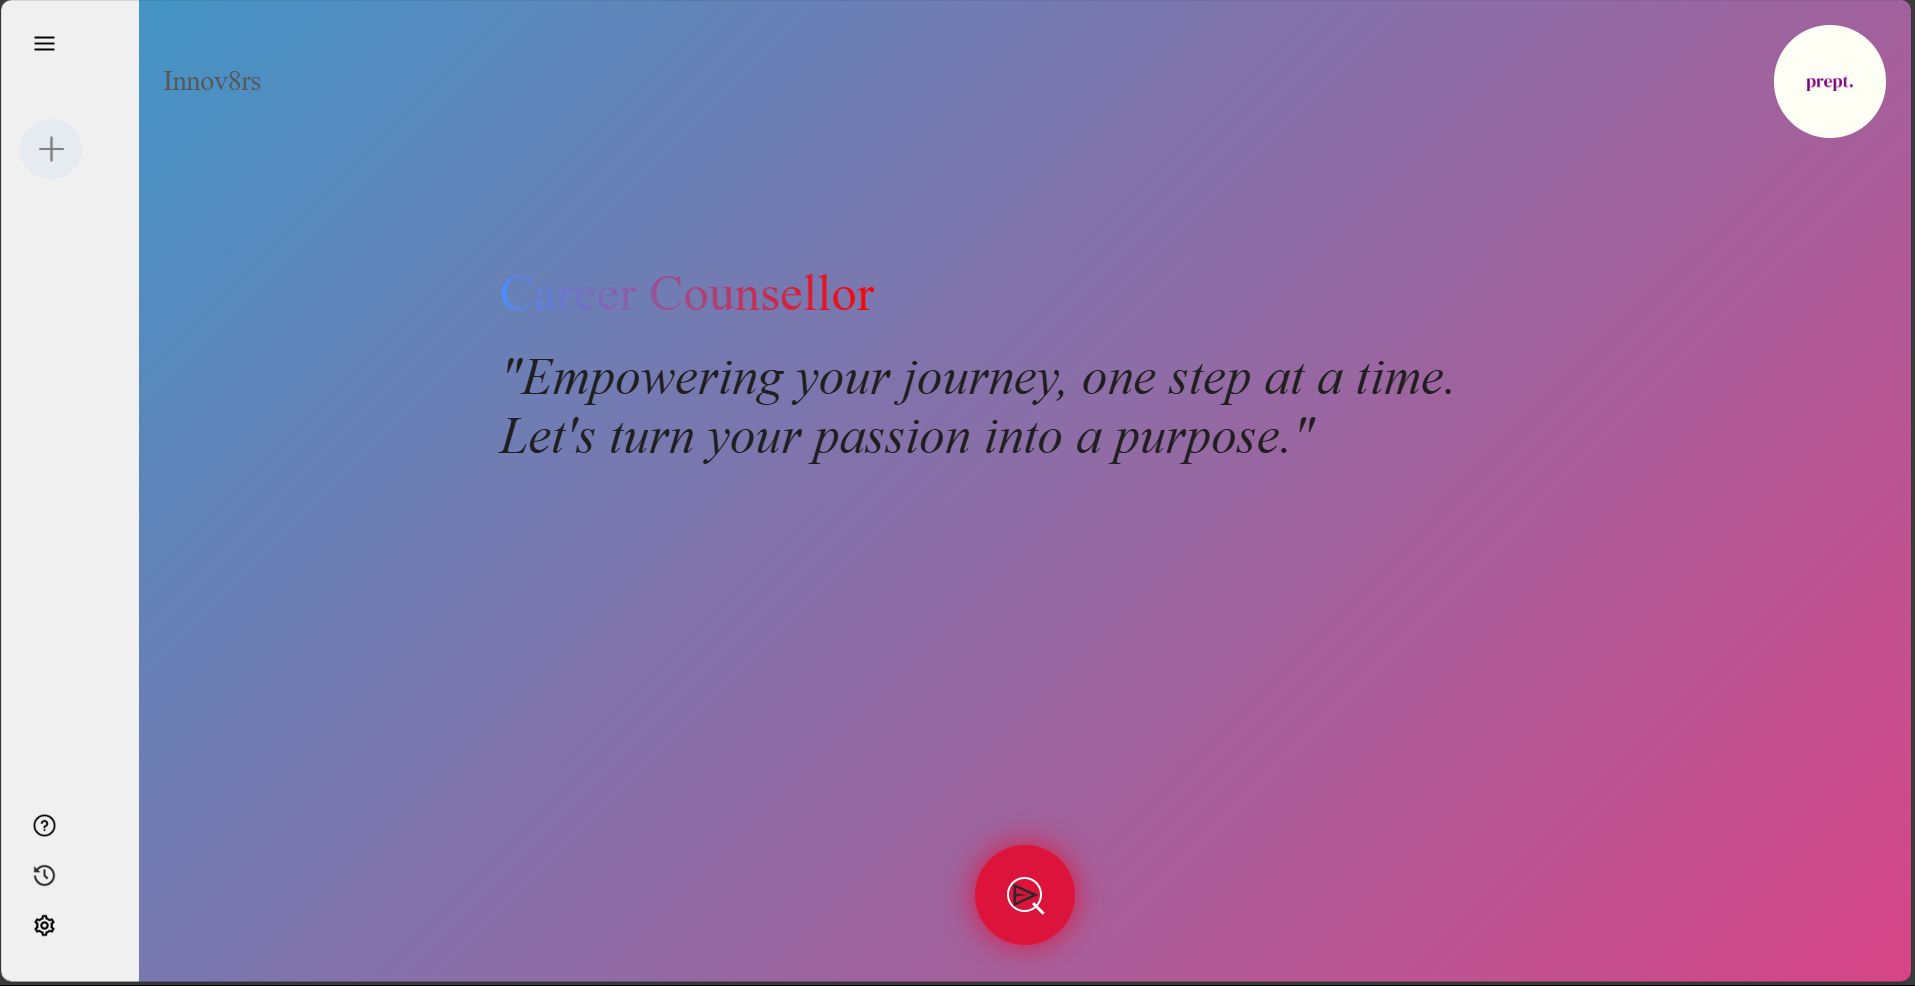 Innov8rs
prept.
Career Counsellor
"Empowering your journey, one step at a time.
Let's turn your passion into a purpose."